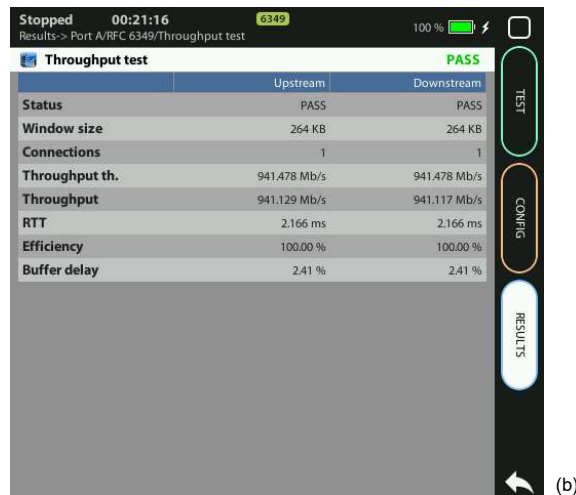 Stopped 00:21:16 6349 100 %
Results-> Port A/RFC 6349/Throughput test
Throughput test PASS
Upstream Downstream
Status PASS PASS
Window size 264 KB 264 KB
Connections 1 1
Throughput th. 941.478 Mb/s 941.478 Mb/s
Throughput 941.129 Mb/s 941.117 Mb/s
RTT 2.166 ms 2.166 ms
Efficiency 100.00 % 100.00 %
Buffer delay 2.41 % 2.41 %
TEST
CONFIG
RESULTS
(b)